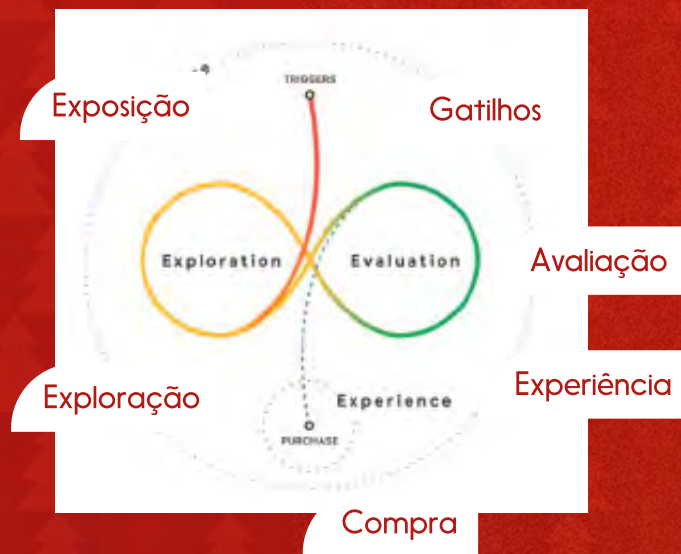 TRIGGERS
Exposição
Gatilhos
Exploration
Evaluation
Avaliação
Experiência
Exploração
Experience
PURCHASE
Compra